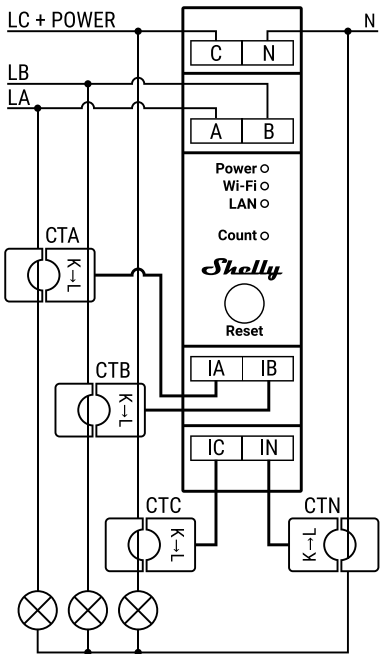 LC + POWER
N
C N
LB
LA
A B
Power
Wi-Fi
LAN
Count
CTA
K→L
Shelly
Reset
IA IB
CTB
K→L
IC IN
CTC
K→L
CTN
K←L